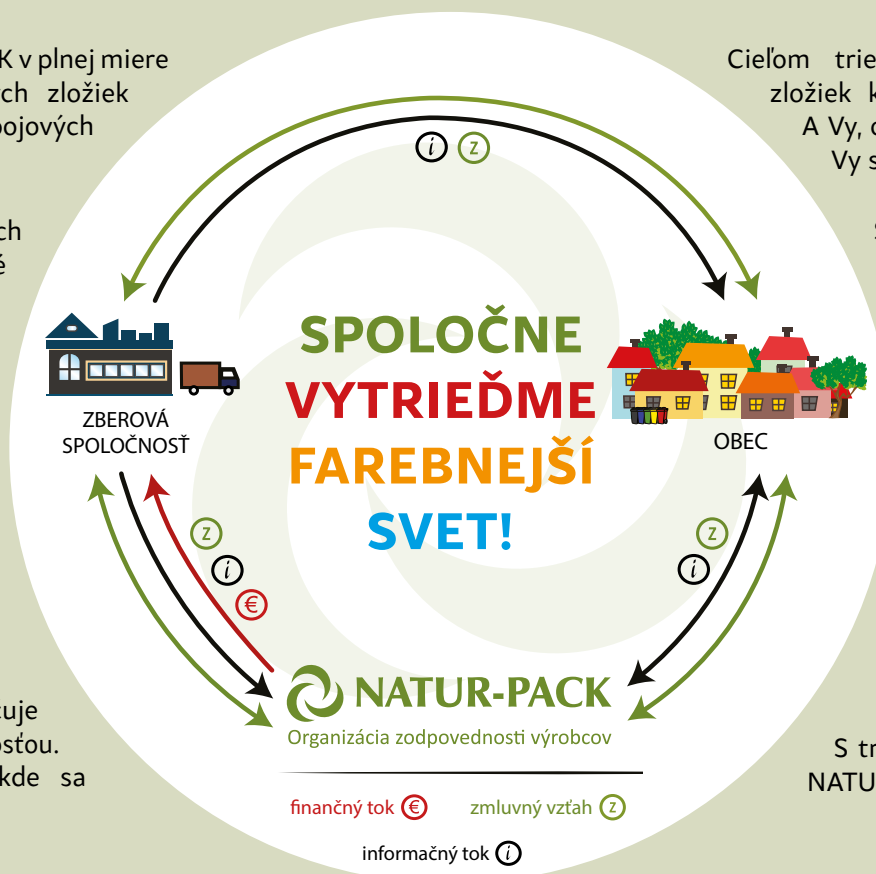 K v plnej miere
ch zložiek
pojových
ch
é
Cieľom trie
zložiek k
A Vy, o
Vy s
S
i z
SPOLOČNE
VYTRIEĎME
FAREBNEJŠÍ
SVET!
ZBEROVÁ
SPOLOČNOSŤ
OBEC
z
i
€
z
i
NATUR-PACK
Organizácia zodpovednosti výrobcov
finančný tok €
zmluvný vzťah z
informačný tok i
cuje
osťou.
kde sa
S tr
NATU